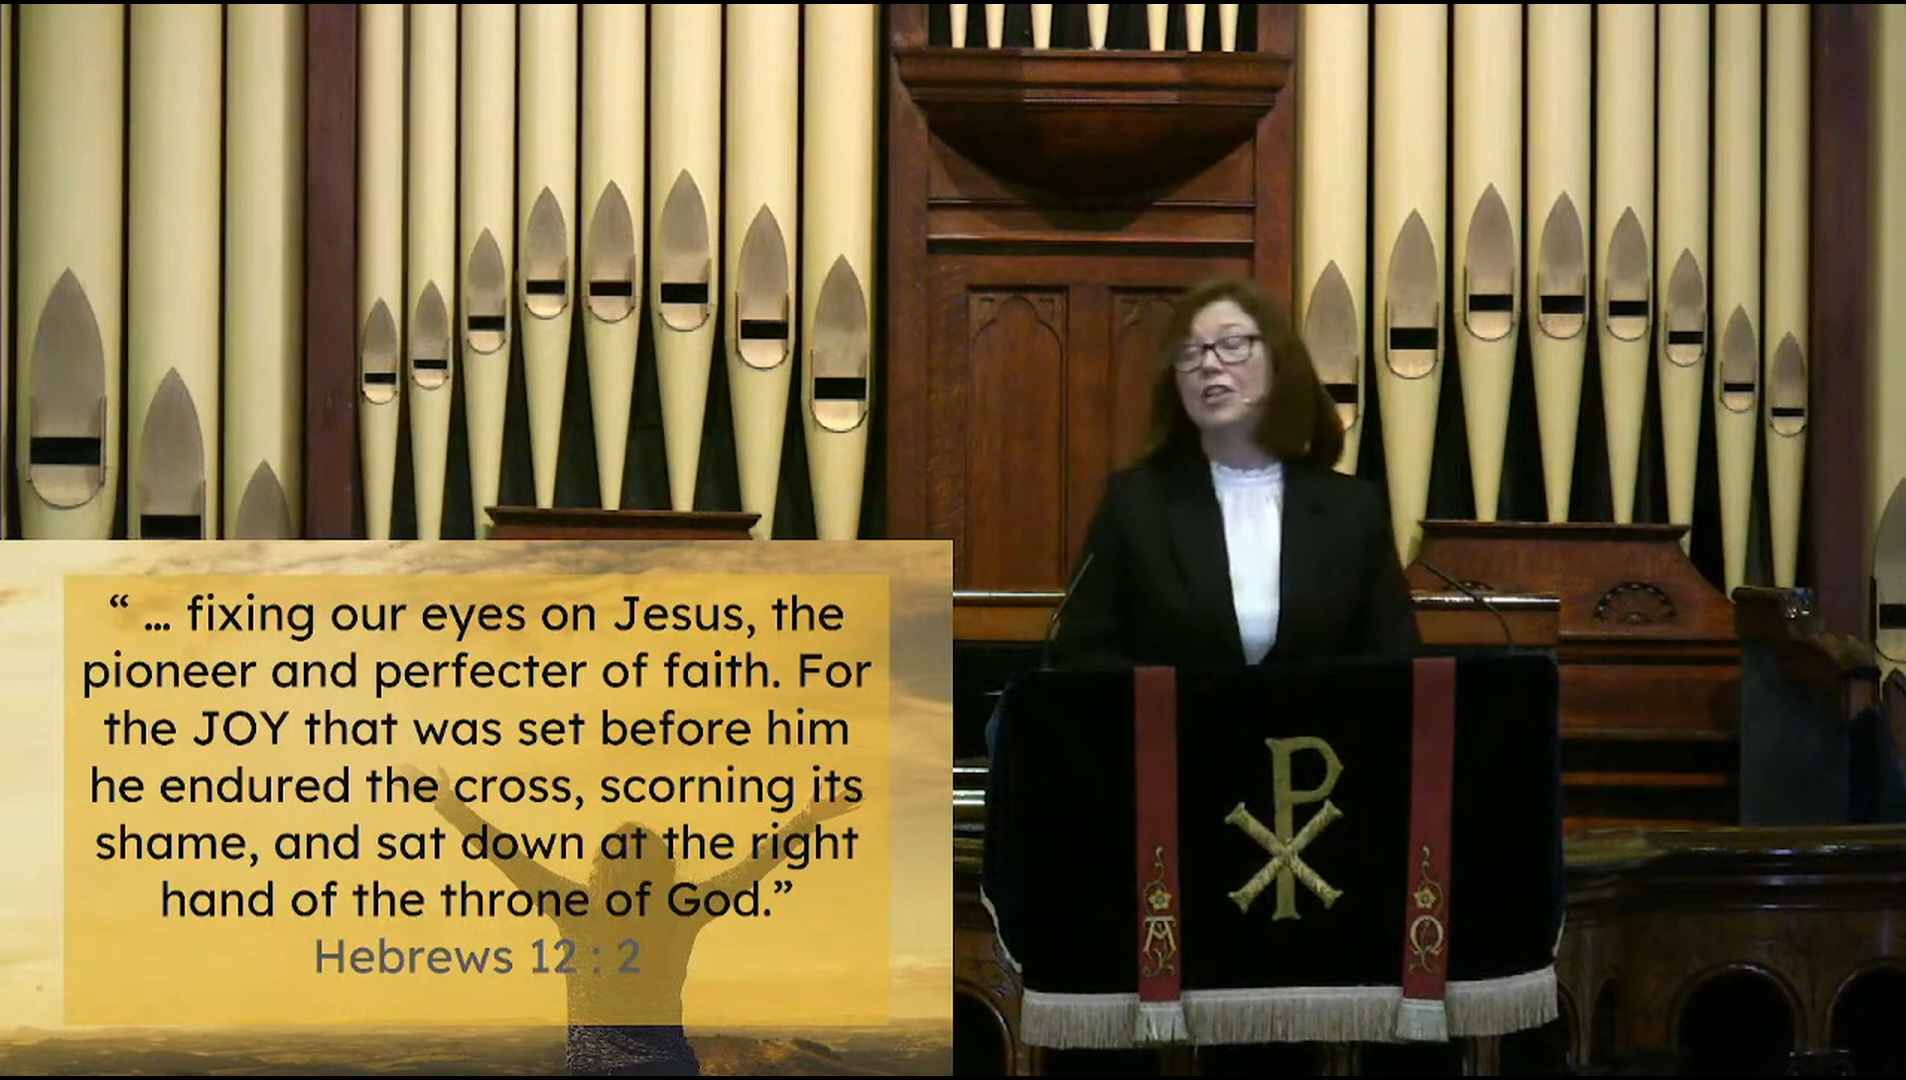 “ ... fixing our eyes on Jesus, the
pioneer and perfecter of faith. For
the JOY that was set before him
he endured the cross, scorning its
shame, and sat down at the right
hand of the throne of God.”
Hebrews 12 : 2
Α Ω